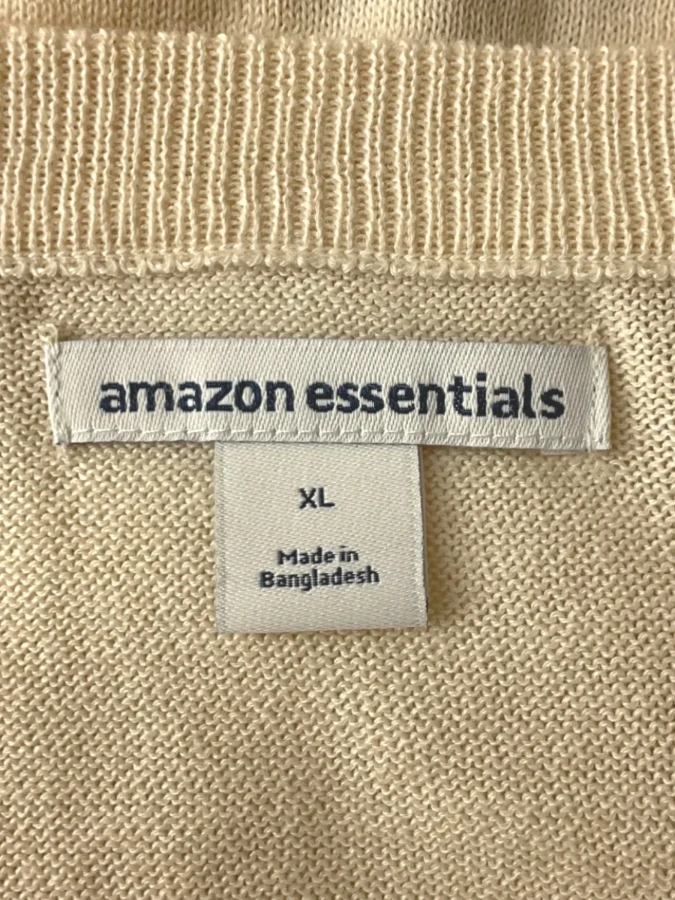 amazon essentials
XL
Made in
Bangladesh